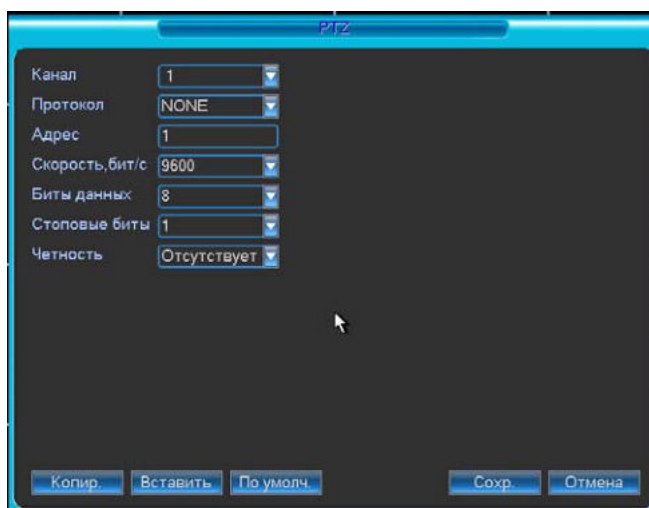 PTZ
Канал 1
Протокол NONE
Адрес 1
Скорость,бит/с 9600
Биты данных 8
Стоповые биты 1
Четность Отсутствует
Копир. Вставить По умолч. Сохр. Отмена